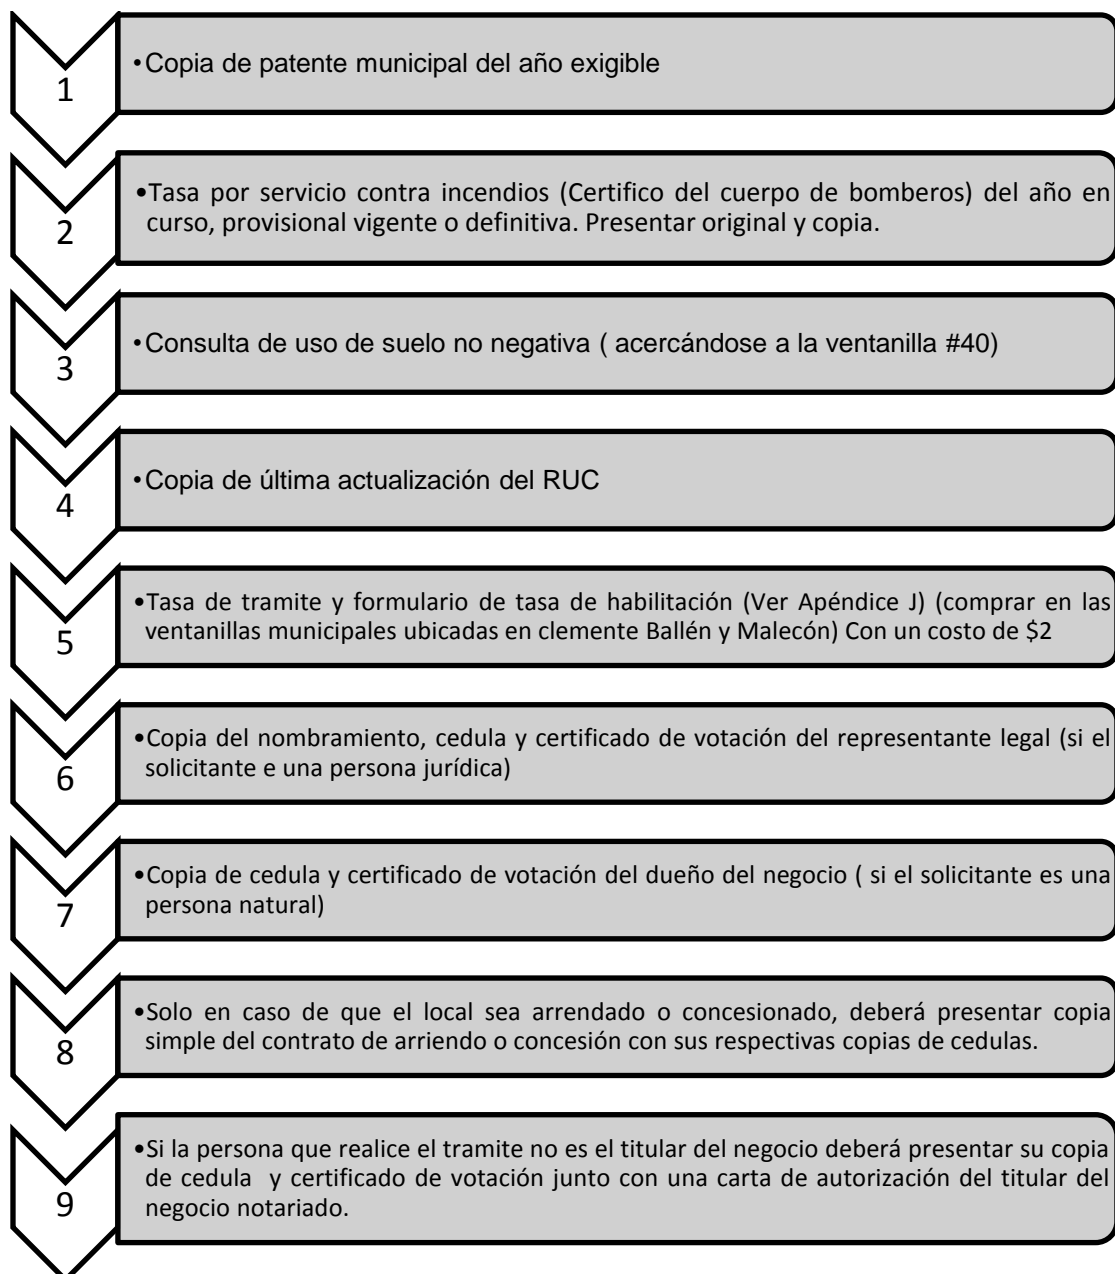 1
•Copia de patente municipal del año exigible
2
•Tasa por servicio contra incendios (Certifico del cuerpo de bomberos) del año en
curso, provisional vigente o definitiva. Presentar original y copia.
3
•Consulta de uso de suelo no negativa ( acercándose a la ventanilla #40)
4
•Copia de última actualización del RUC
5
•Tasa de tramite y formulario de tasa de habilitación (Ver Apéndice J) (comprar en las
ventanillas municipales ubicadas en clemente Ballén y Malecón) Con un costo de $2
6
•Copia del nombramiento, cedula y certificado de votación del representante legal (si el
solicitante e una persona jurídica)
7
•Copia de cedula y certificado de votación del dueño del negocio ( si el solicitante es una
persona natural)
8
•Solo en caso de que el local sea arrendado o concesionado, deberá presentar copia
simple del contrato de arriendo o concesión con sus respectivas copias de cedulas.
9
•Si la persona que realice el tramite no es el titular del negocio deberá presentar su copia
de cedula  y certificado de votación junto con una carta de autorización del titular del
negocio notariado.